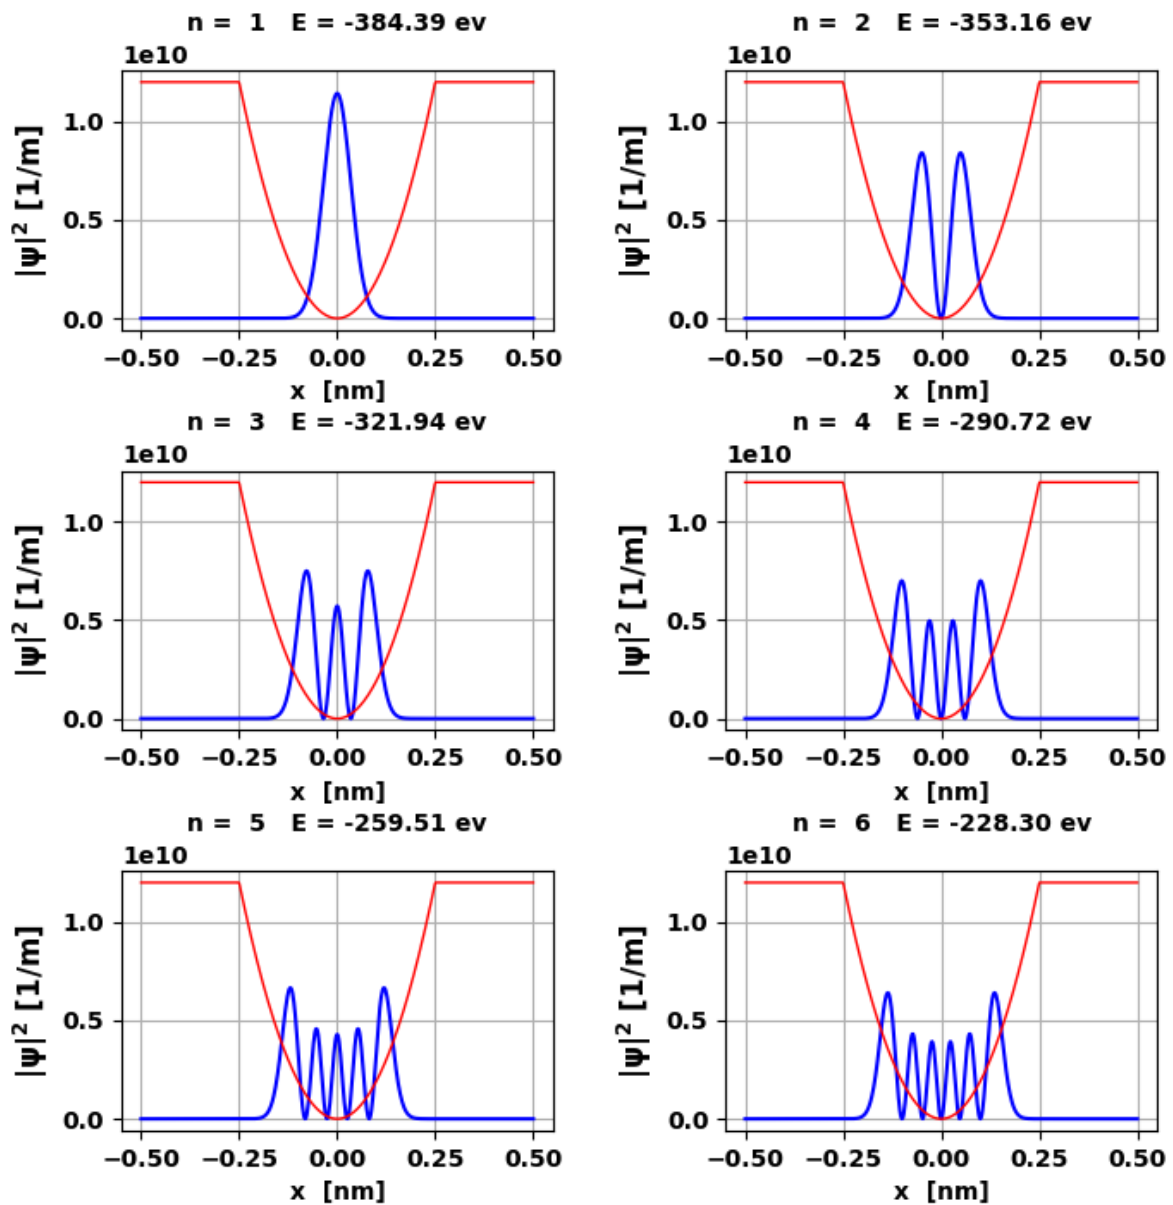 n =  1   E = -384.39 ev
1e10
|ψ|² [1/m]
1.0
0.5
0.0
−0.50 −0.25 0.00 0.25 0.50
x  [nm]
n =  2   E = -353.16 ev
1e10
|ψ|² [1/m]
1.0
0.5
0.0
−0.50 −0.25 0.00 0.25 0.50
x  [nm]
n =  3   E = -321.94 ev
1e10
|ψ|² [1/m]
1.0
0.5
0.0
−0.50 −0.25 0.00 0.25 0.50
x  [nm]
n =  4   E = -290.72 ev
1e10
|ψ|² [1/m]
1.0
0.5
0.0
−0.50 −0.25 0.00 0.25 0.50
x  [nm]
n =  5   E = -259.51 ev
1e10
|ψ|² [1/m]
1.0
0.5
0.0
−0.50 −0.25 0.00 0.25 0.50
x  [nm]
n =  6   E = -228.30 ev
1e10
|ψ|² [1/m]
1.0
0.5
0.0
−0.50 −0.25 0.00 0.25 0.50
x  [nm]